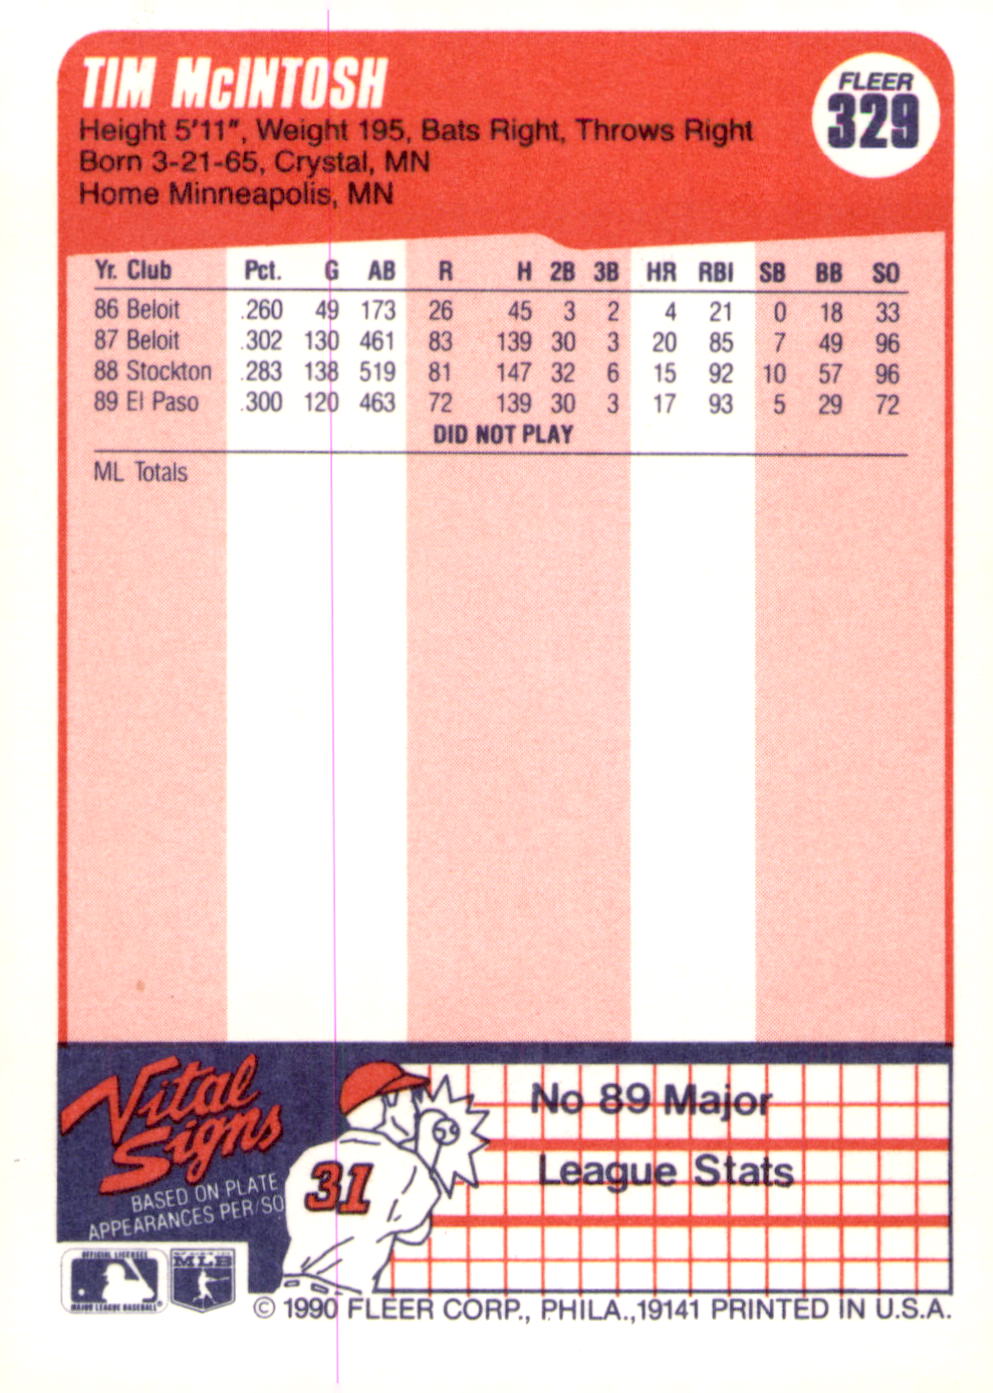 TIM McINTOSH
FLEER
329
Height 5'11", Weight 195, Bats Right, Throws Right
Born 3-21-65, Crystal, MN
Home Minneapolis, MN
Yr. Club Pct. G AB R H 2B 3B HR RBI SB BB SO
86 Beloit .260 49 173 26 45 3 2 4 21 0 18 33
87 Beloit .302 130 461 83 139 30 3 20 85 7 49 96
88 Stockton .283 138 519 81 147 32 6 15 92 10 57 96
89 El Paso .300 120 463 72 139 30 3 17 93 5 29 72
DID NOT PLAY
ML Totals
Vital
Signs
BASED ON PLATE
APPEARANCES PER/SO
31
No 89 Major
League Stats
OFFICIAL LICENSEE
MAJOR LEAGUE BASEBALL
MLB
© 1990 FLEER CORP., PHILA.,19141 PRINTED IN U.S.A.